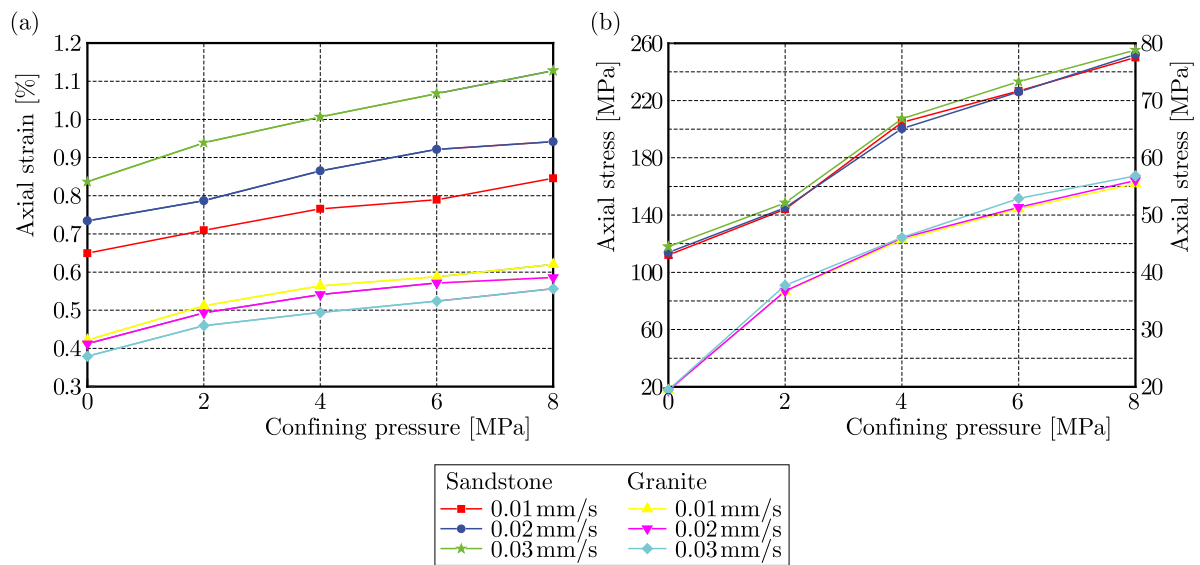 (a)
Axial strain [%]
1.2
1.1
1.0
0.9
0.8
0.7
0.6
0.5
0.4
0.3
0 2 4 6 8
Confining pressure [MPa]
(b)
Axial stress [MPa]
260
220
180
140
100
60
20
80
70
60
50
40
30
20
Axial stress [MPa]
0 2 4 6 8
Confining pressure [MPa]
Sandstone Granite
0.01 mm/s 0.01 mm/s
0.02 mm/s 0.02 mm/s
0.03 mm/s 0.03 mm/s